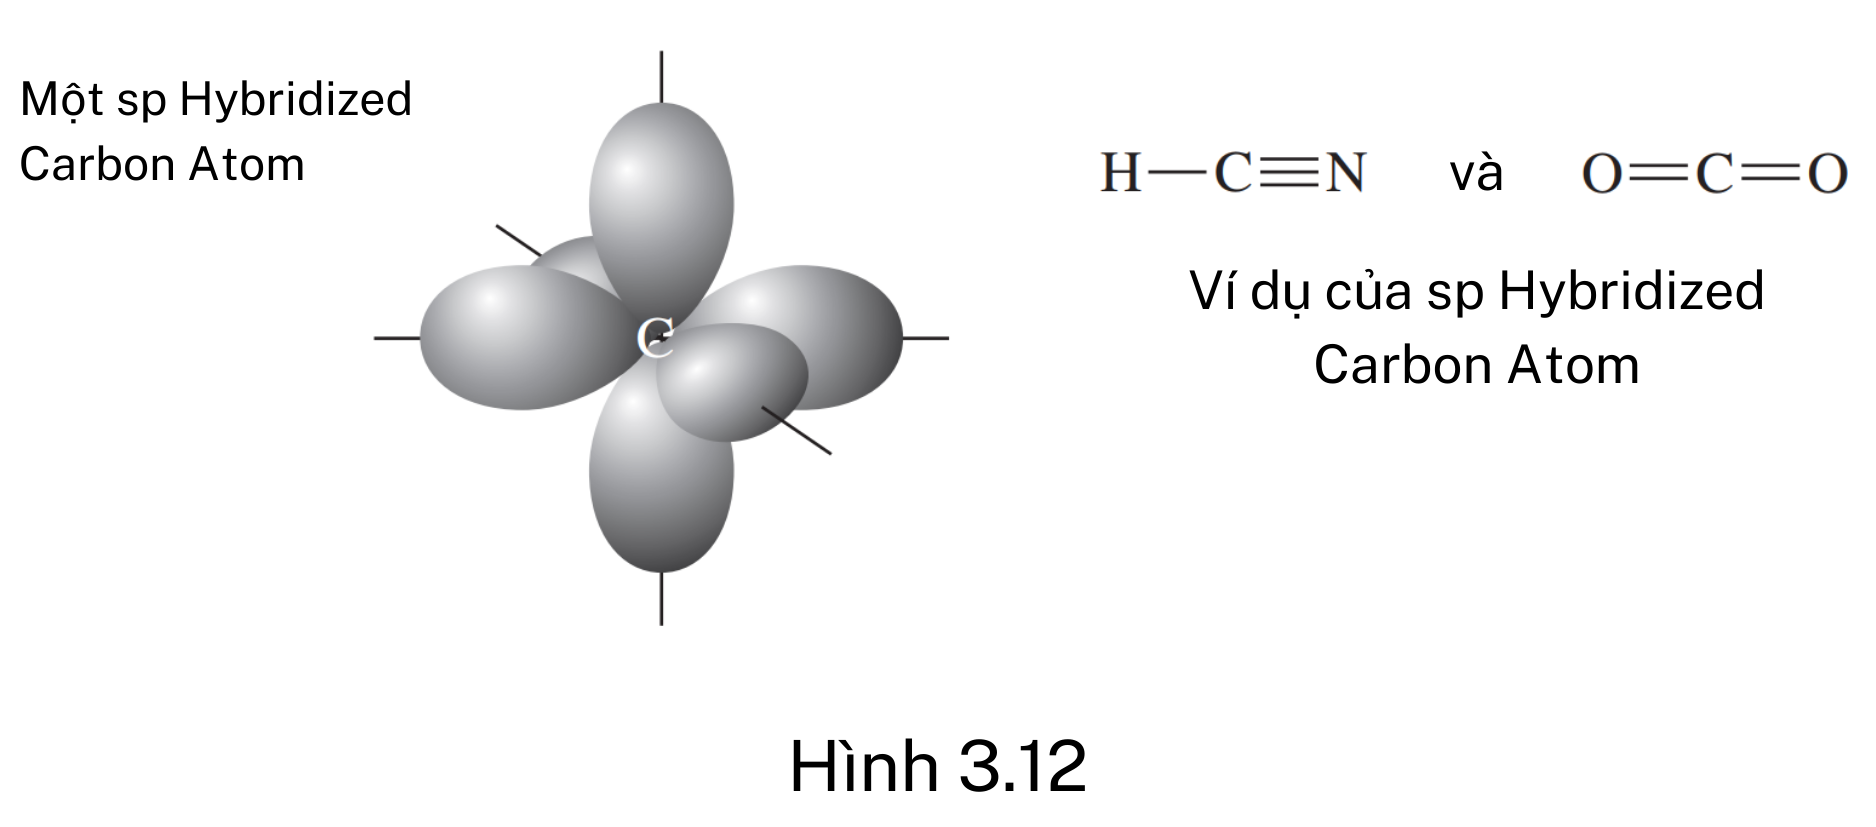 Một sp Hybridized
Carbon Atom
C
H—C≡N và O=C=O
Ví dụ của sp Hybridized
Carbon Atom
Hình 3.12